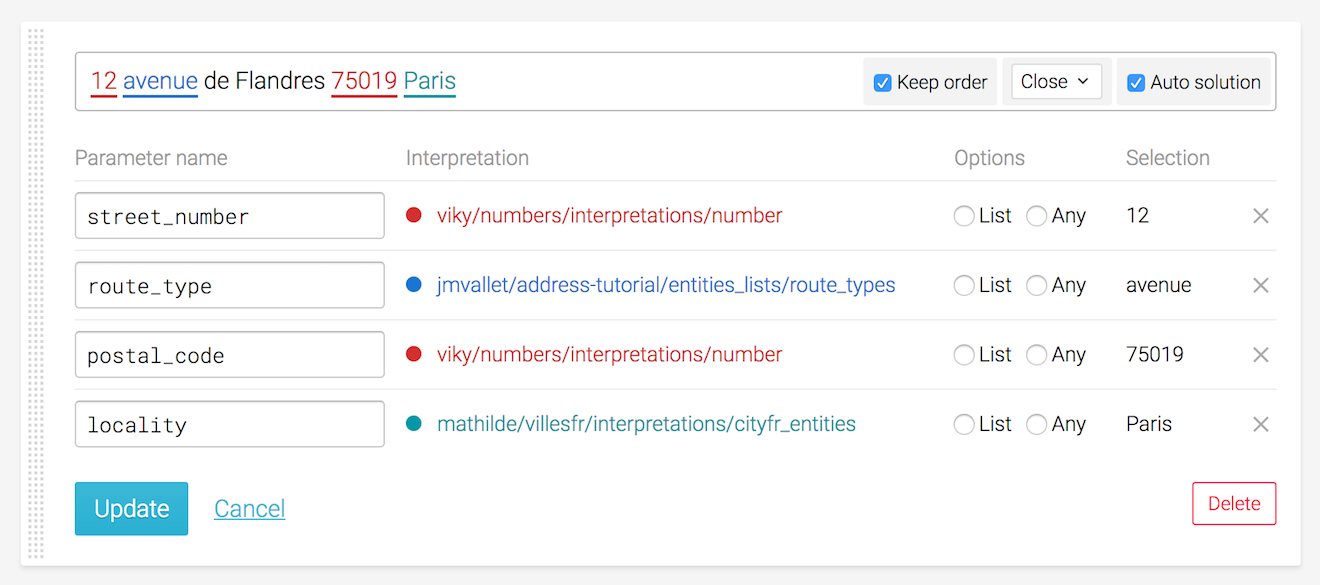 12 avenue de Flandres 75019 Paris Keep order Close Auto solution
Parameter name Interpretation Options Selection
street_number viky/numbers/interpretations/number List Any 12
route_type jmvallet/address-tutorial/entities_lists/route_types List Any avenue
postal_code viky/numbers/interpretations/number List Any 75019
locality mathilde/villesfr/interpretations/cityfr_entities List Any Paris
Update Cancel Delete